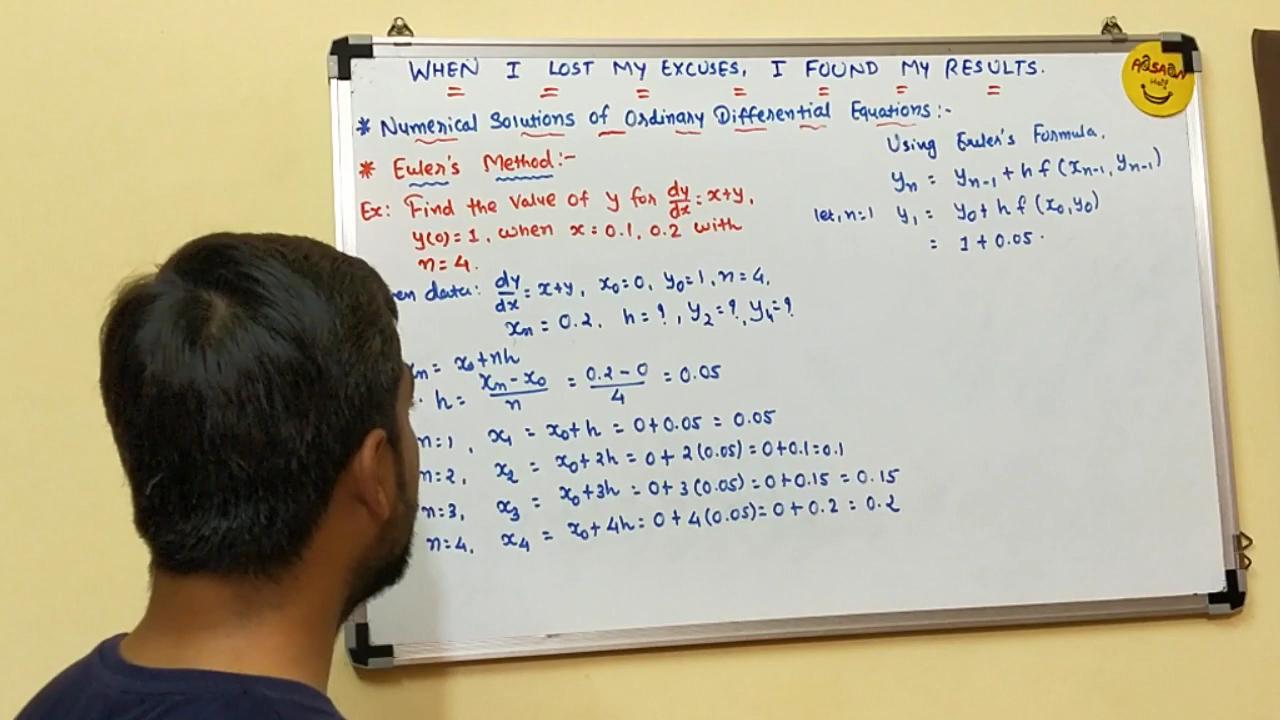 WHEN I LOST MY EXCUSES, I FOUND MY RESULTS.
* Numerical Solutions of Ordinary Differential Equations:-
* Euler's Method:-
Ex: Find the value of y for dy/dx = x+y,
y(0)=1, when x=0.1, 0.2 with
n=4.
data: dy/dx = x+y, x₀=0, y₀=1, n=4,
xₙ = 0.2, h=?, y₂=?, y₄=?
xₙ = x₀+nh
h = (xₙ - x₀)/n = (0.2 - 0)/4 = 0.05
n=1, x₁ = x₀+h = 0+0.05 = 0.05
n=2, x₂ = x₀+2h = 0+2(0.05) = 0+0.1=0.1
n=3, x₃ = x₀+3h = 0+3(0.05) = 0+0.15 = 0.15
n=4, x₄ = x₀+4h = 0+4(0.05) = 0+0.2 = 0.2
Using Euler's Formula,
yₙ = yₙ₋₁ + h f(xₙ₋₁, yₙ₋₁)
let, n=1 y₁ = y₀ + h f(x₀, y₀)
= 1 + 0.05